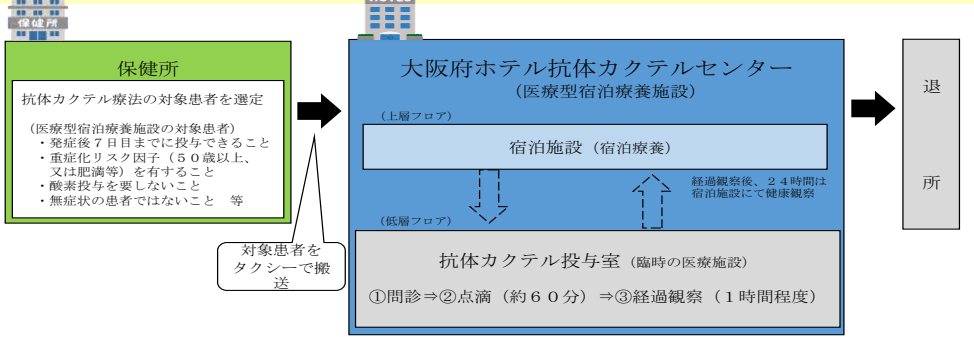 保健所
HOTEL
保健所
抗体カクテル療法の対象患者を選定
(医療型宿泊療養施設の対象患者)
・発症後7日目までに投与できること
・重症化リスク因子(50歳以上、
又は肥満等)を有すること
・酸素投与を要しないこと
・無症状の患者ではないこと 等
対象患者を
タクシーで搬
送
大阪府ホテル抗体カクテルセンター
(医療型宿泊療養施設)
(上層フロア)
宿泊施設(宿泊療養)
経過観察後、24時間は
宿泊施設にて健康観察
(低層フロア)
抗体カクテル投与室(臨時の医療施設)
①問診⇒②点滴(約60分)⇒③経過観察(1時間程度)
退
所